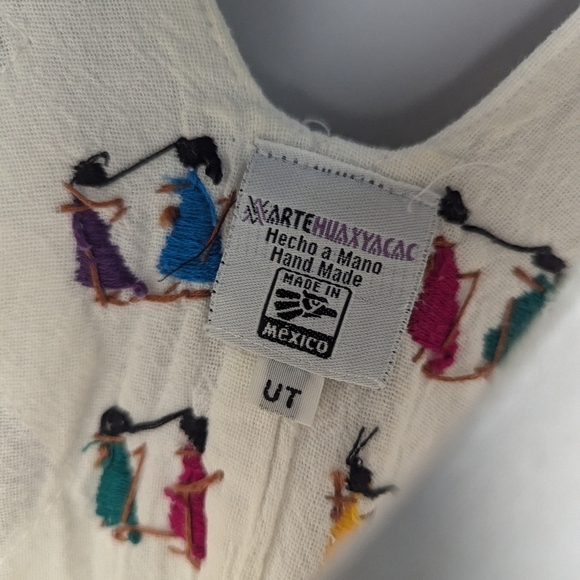 ARTEHUAXYACAC
Hecho a Mano
Hand Made
MADE IN
MéXICO
UT